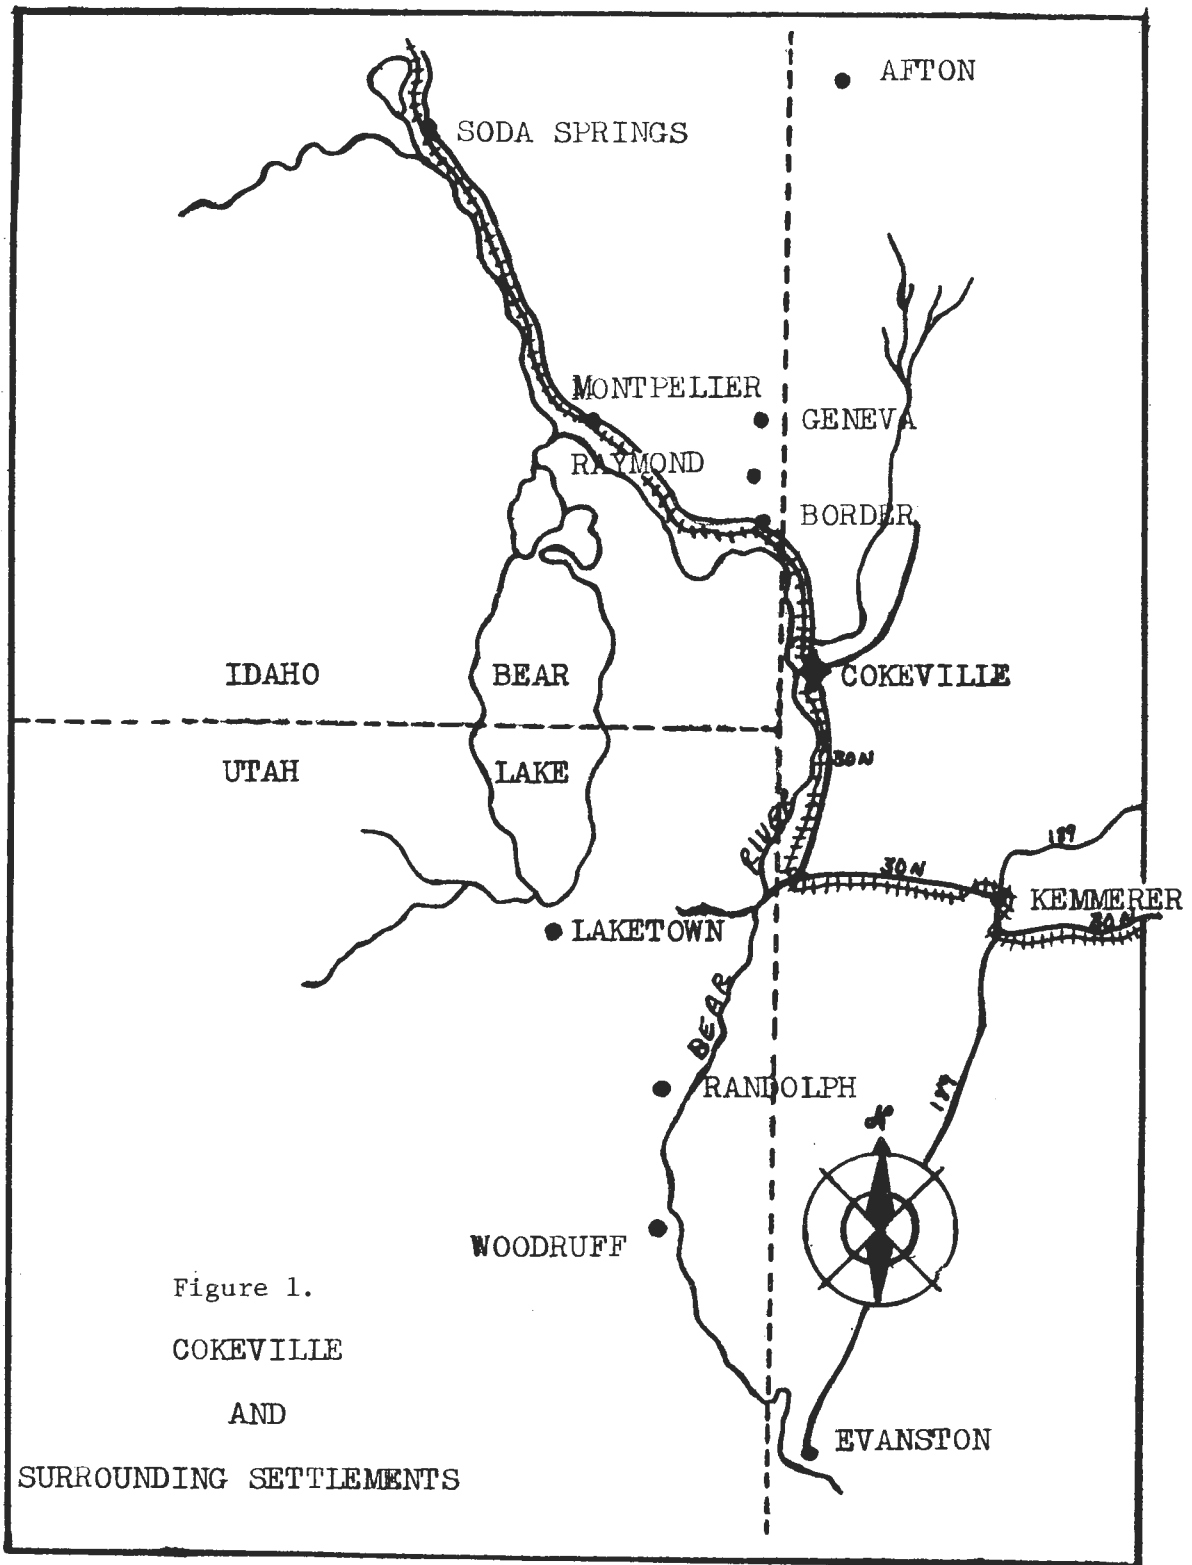 AFTON
SODA SPRINGS
MONTPELIER
GENEVA
RAYMOND
BORDER
IDAHO
BEAR
COKEVILLE
UTAH
LAKE
30N
RIVER
189
30N
KEMMERER
30N
LAKETOWN
BEAR
RANDOLPH
189
N
WOODRUFF
Figure 1.
COKEVILLE
AND
SURROUNDING SETTLEMENTS
EVANSTON